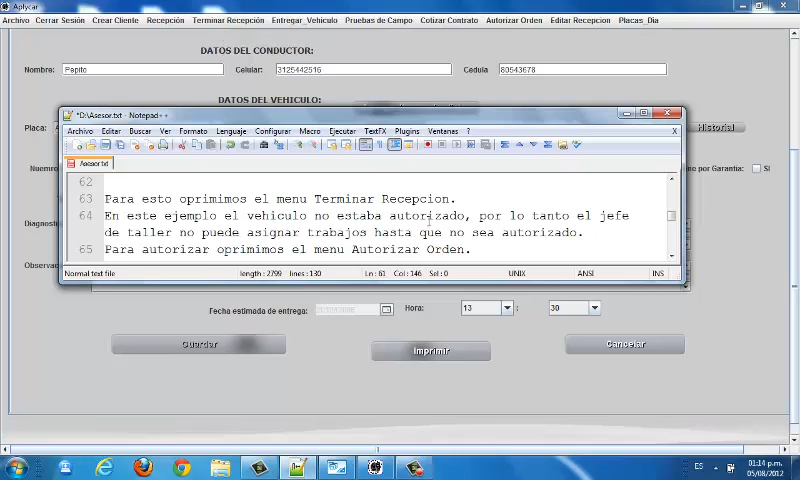 Aplycar
Archivo Cerrar Sesión Crear Cliente Recepción Terminar Recepción Entregar_Vehiculo Pruebas de Campo Cotizar Contrato Autorizar Orden Editar Recepcion Placas_Dia
DATOS DEL CONDUCTOR:
Nombre: Pepito Celular: 3125442516 Cedula 80543678
DATOS DEL VEHICULO:
*D:\Asesor.txt - Notepad++
Placa: Historial
Archivo Editar Buscar Ver Formato Lenguaje Configurar Macro Ejecutar TextFX Plugins Ventanas ? X
Asesor.txt
Nuemro ne por Garantia: SI
62
63 Para esto oprimimos el menu Terminar Recepcion.
64 En este ejemplo el vehiculo no estaba autorizado, por lo tanto el jefe
de taller no puede asignar trabajos hasta que no sea autorizado.
65 Para autorizar oprimimos el menu Autorizar Orden.
Diagnosti
Observac
Normal text file length : 2799 lines : 130 Ln : 61 Col : 146 Sel : 0 UNIX ANSI INS
Fecha estimada de entrega: Hora: 13 : 30
Guardar Imprimir Cancelar
ES 01:14 p.m.
05/08/2012